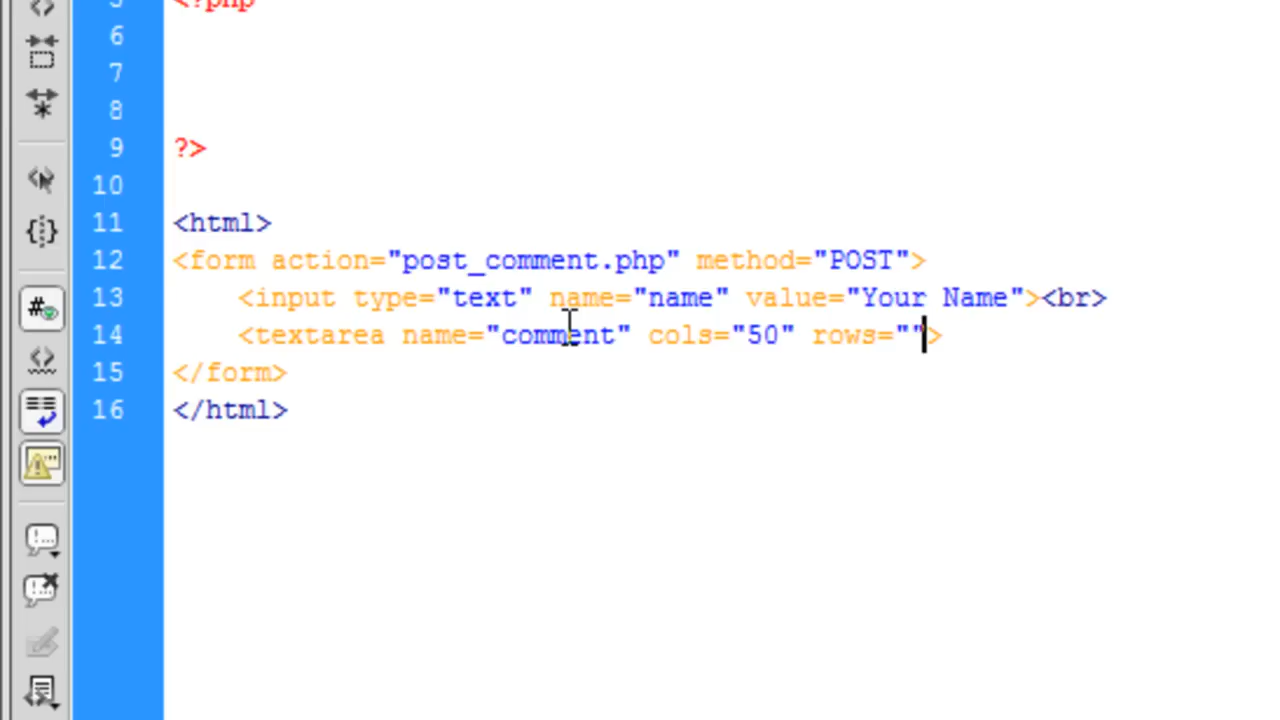 5 <?php
6
7
8
9 ?>
10
11 <html>
12 <form action="post_comment.php" method="POST">
13 <input type="text" name="name" value="Your Name"><br>
14 <textarea name="comment" cols="50" rows="">
15 </form>
16 </html>